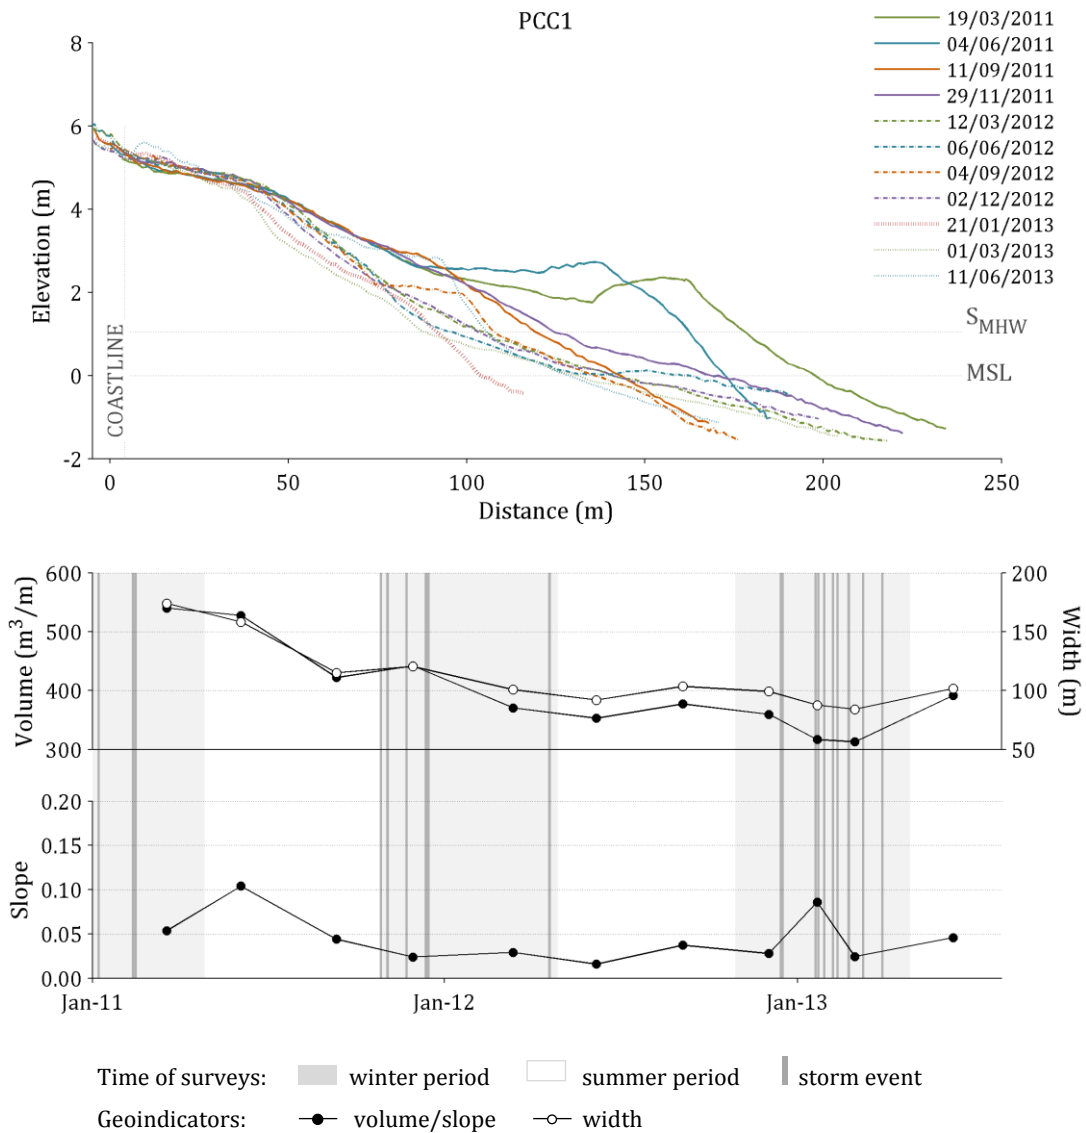 PCC1
19/03/2011
04/06/2011
11/09/2011
29/11/2011
12/03/2012
06/06/2012
04/09/2012
02/12/2012
21/01/2013
01/03/2013
11/06/2013
8
6
4
2
0
-2
Elevation (m)
COASTLINE
SMHW
MSL
0 50 100 150 200 250
Distance (m)
600
500
400
300
Volume (m³/m)
200
150
100
50
Width (m)
0.20
0.15
0.10
0.05
0.00
Slope
Jan-11 Jan-12 Jan-13
Time of surveys: winter period summer period storm event
Geoindicators: volume/slope width